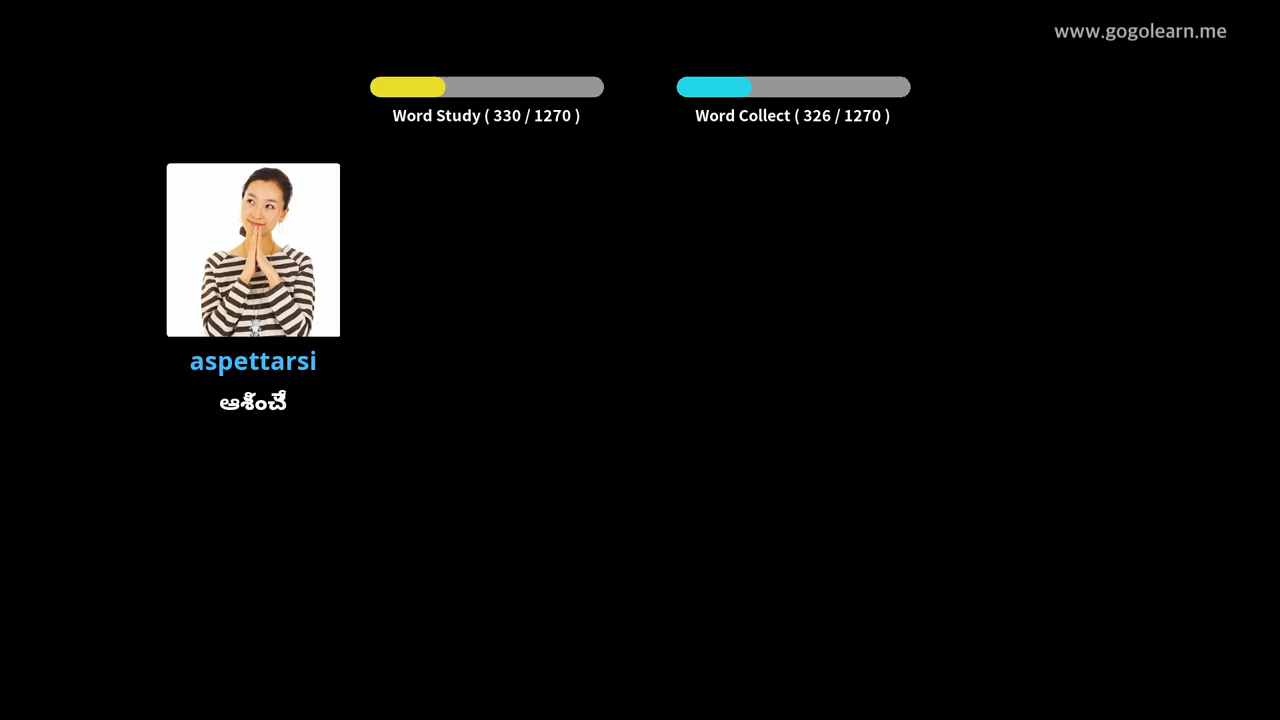 www.gogolearn.me
Word Study ( 330 / 1270 )
Word Collect ( 326 / 1270 )
aspettarsi
ఆశించే